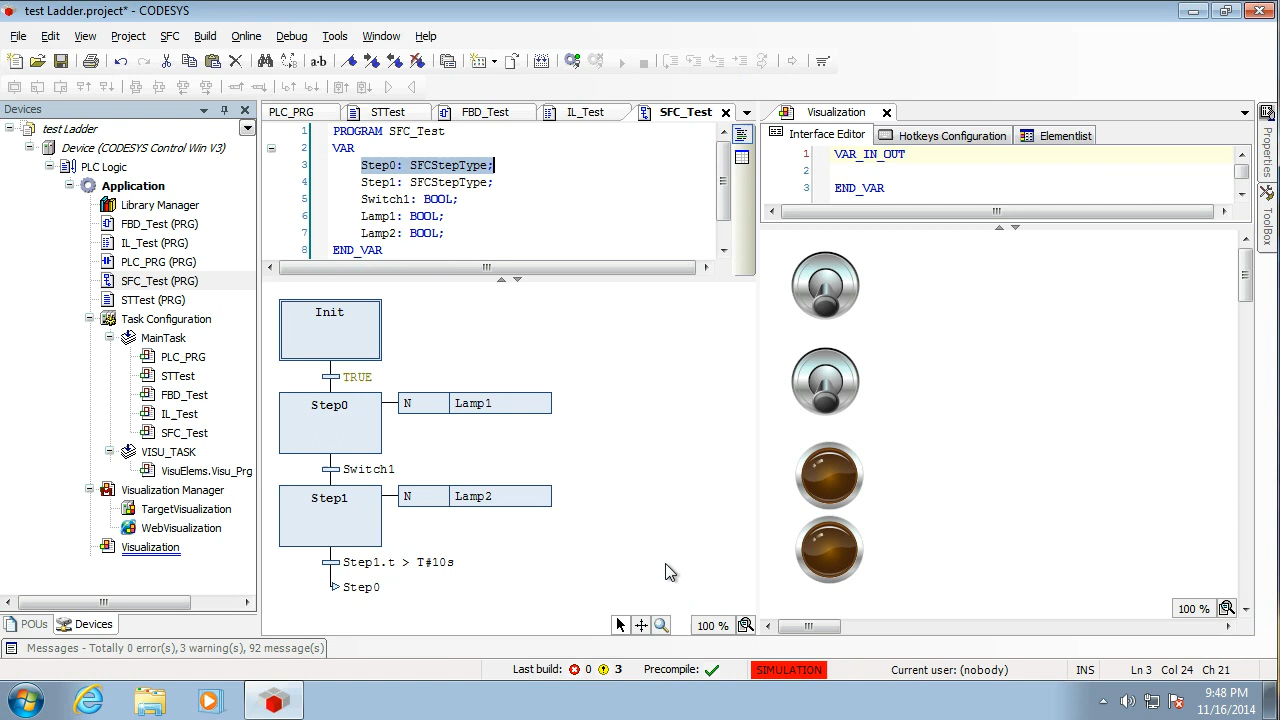 test Ladder.project* - CODESYS
File Edit View Project SFC Build Online Debug Tools Window Help
Devices
test Ladder
Device (CODESYS Control Win V3)
PLC Logic
Application
Library Manager
FBD_Test (PRG)
IL_Test (PRG)
PLC_PRG (PRG)
SFC_Test (PRG)
STTest (PRG)
Task Configuration
MainTask
PLC_PRG
STTest
FBD_Test
IL_Test
SFC_Test
VISU_TASK
VisuElems.Visu_Prg
Visualization Manager
TargetVisualization
WebVisualization
Visualization
POUs Devices
PLC_PRG STTest FBD_Test IL_Test SFC_Test
1 PROGRAM SFC_Test
2 VAR
3 Step0: SFCStepType;
4 Step1: SFCStepType;
5 Switch1: BOOL;
6 Lamp1: BOOL;
7 Lamp2: BOOL;
8 END_VAR
Init
TRUE
Step0 N Lamp1
Switch1
Step1 N Lamp2
Step1.t > T#10s
Step0
100 %
Visualization
Interface Editor Hotkeys Configuration Elementlist
1 VAR_IN_OUT
2
3 END_VAR
100 %
Properties
ToolBox
Messages - Totally 0 error(s), 3 warning(s), 92 message(s)
Last build: 0 3 Precompile: SIMULATION Current user: (nobody) INS Ln 3 Col 24 Ch 21
9:48 PM
11/16/2014